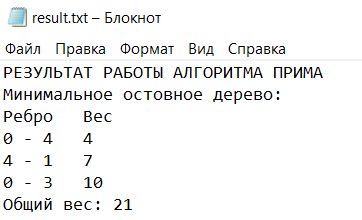 result.txt – Блокнот
Файл Правка Формат Вид Справка
РЕЗУЛЬТАТ РАБОТЫ АЛГОРИТМА ПРИМА
Минимальное остовное дерево:
Ребро Вес
0 - 4 4
4 - 1 7
0 - 3 10
Общий вес: 21